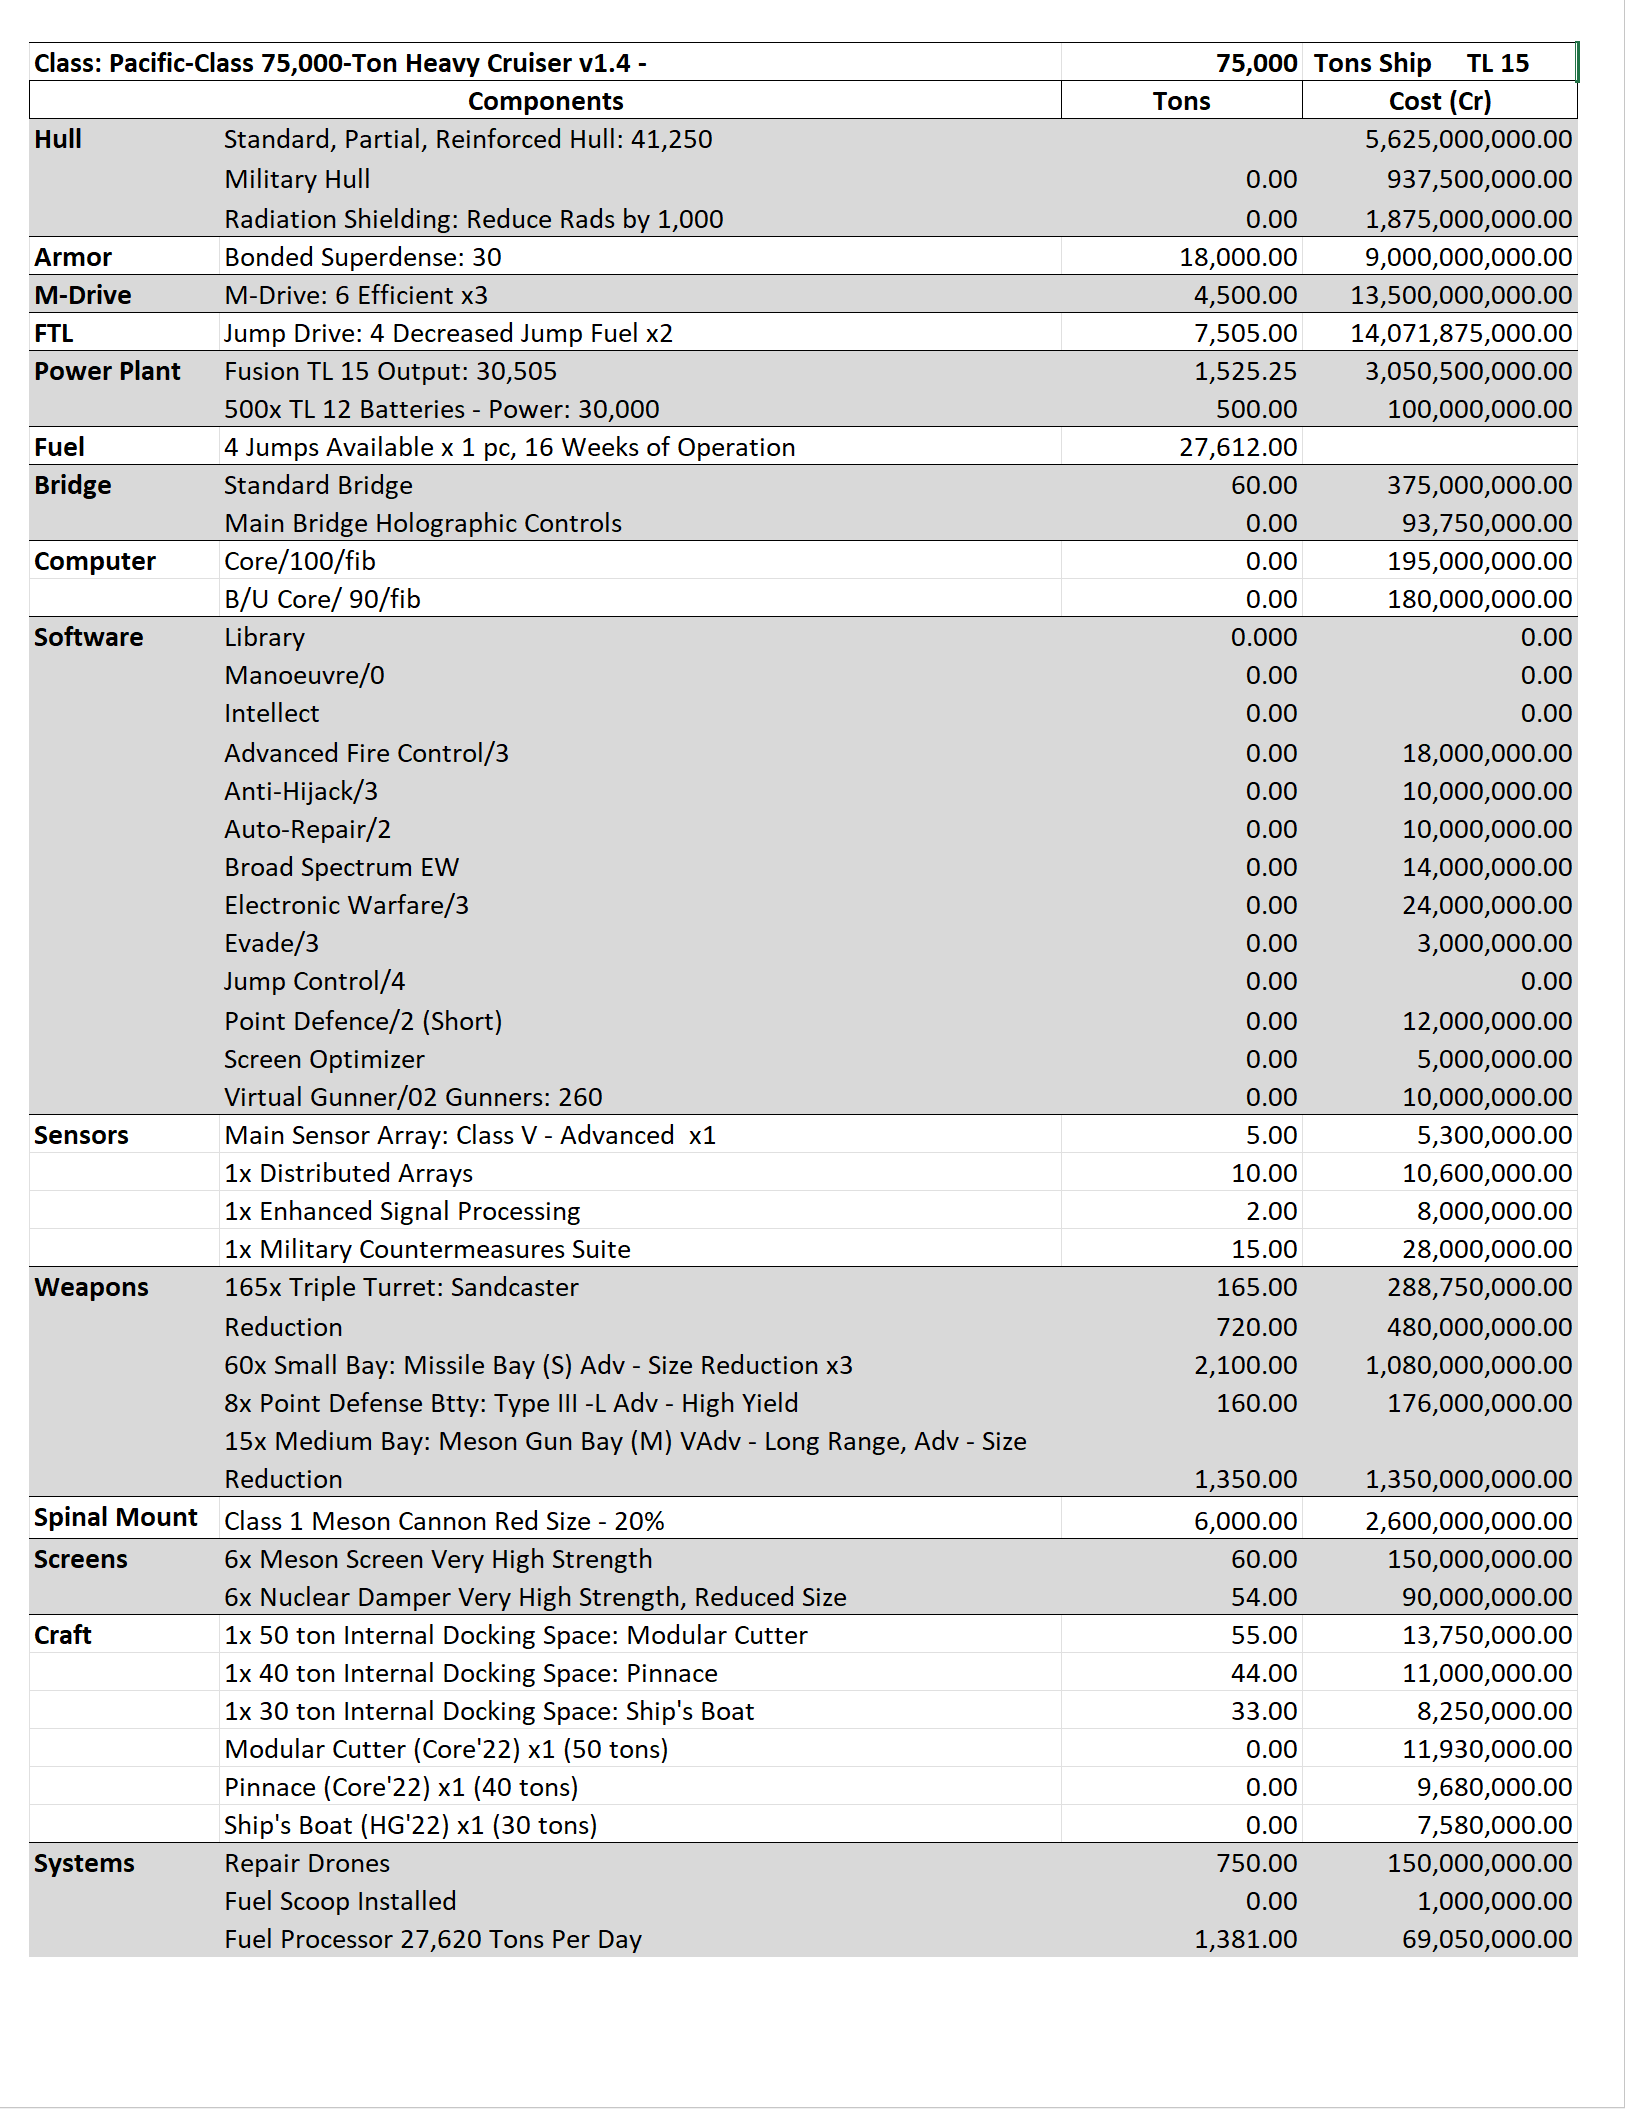 Class: Pacific-Class 75,000-Ton Heavy Cruiser v1.4 - 75,000 Tons Ship TL 15
Components Tons Cost (Cr)
Hull Standard, Partial, Reinforced Hull: 41,250 5,625,000,000.00
Military Hull 0.00 937,500,000.00
Radiation Shielding: Reduce Rads by 1,000 0.00 1,875,000,000.00
Armor Bonded Superdense: 30 18,000.00 9,000,000,000.00
M-Drive M-Drive: 6 Efficient x3 4,500.00 13,500,000,000.00
FTL Jump Drive: 4 Decreased Jump Fuel x2 7,505.00 14,071,875,000.00
Power Plant Fusion TL 15 Output: 30,505 1,525.25 3,050,500,000.00
500x TL 12 Batteries - Power: 30,000 500.00 100,000,000.00
Fuel 4 Jumps Available x 1 pc, 16 Weeks of Operation 27,612.00
Bridge Standard Bridge 60.00 375,000,000.00
Main Bridge Holographic Controls 0.00 93,750,000.00
Computer Core/100/fib 0.00 195,000,000.00
B/U Core/ 90/fib 0.00 180,000,000.00
Software Library 0.000 0.00
Manoeuvre/0 0.00 0.00
Intellect 0.00 0.00
Advanced Fire Control/3 0.00 18,000,000.00
Anti-Hijack/3 0.00 10,000,000.00
Auto-Repair/2 0.00 10,000,000.00
Broad Spectrum EW 0.00 14,000,000.00
Electronic Warfare/3 0.00 24,000,000.00
Evade/3 0.00 3,000,000.00
Jump Control/4 0.00 0.00
Point Defence/2 (Short) 0.00 12,000,000.00
Screen Optimizer 0.00 5,000,000.00
Virtual Gunner/02 Gunners: 260 0.00 10,000,000.00
Sensors Main Sensor Array: Class V - Advanced x1 5.00 5,300,000.00
1x Distributed Arrays 10.00 10,600,000.00
1x Enhanced Signal Processing 2.00 8,000,000.00
1x Military Countermeasures Suite 15.00 28,000,000.00
Weapons 165x Triple Turret: Sandcaster 165.00 288,750,000.00
Reduction 720.00 480,000,000.00
60x Small Bay: Missile Bay (S) Adv - Size Reduction x3 2,100.00 1,080,000,000.00
8x Point Defense Btty: Type III -L Adv - High Yield 160.00 176,000,000.00
15x Medium Bay: Meson Gun Bay (M) VAdv - Long Range, Adv - Size
Reduction 1,350.00 1,350,000,000.00
Spinal Mount Class 1 Meson Cannon Red Size - 20% 6,000.00 2,600,000,000.00
Screens 6x Meson Screen Very High Strength 60.00 150,000,000.00
6x Nuclear Damper Very High Strength, Reduced Size 54.00 90,000,000.00
Craft 1x 50 ton Internal Docking Space: Modular Cutter 55.00 13,750,000.00
1x 40 ton Internal Docking Space: Pinnace 44.00 11,000,000.00
1x 30 ton Internal Docking Space: Ship's Boat 33.00 8,250,000.00
Modular Cutter (Core'22) x1 (50 tons) 0.00 11,930,000.00
Pinnace (Core'22) x1 (40 tons) 0.00 9,680,000.00
Ship's Boat (HG'22) x1 (30 tons) 0.00 7,580,000.00
Systems Repair Drones 750.00 150,000,000.00
Fuel Scoop Installed 0.00 1,000,000.00
Fuel Processor 27,620 Tons Per Day 1,381.00 69,050,000.00